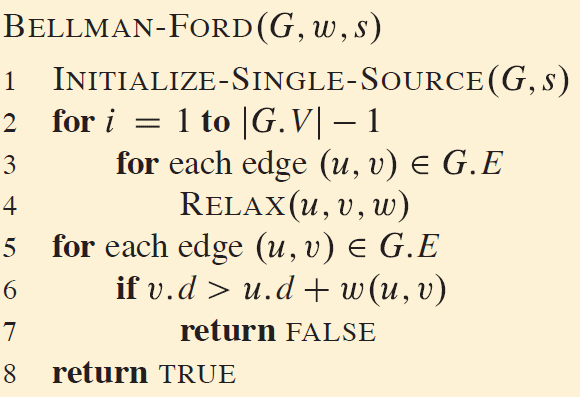 BELLMAN-FORD(G, w, s)
1 INITIALIZE-SINGLE-SOURCE(G, s)
2 for i = 1 to |G.V| − 1
3 for each edge (u, v) ∈ G.E
4 RELAX(u, v, w)
5 for each edge (u, v) ∈ G.E
6 if v.d > u.d + w(u, v)
7 return FALSE
8 return TRUE